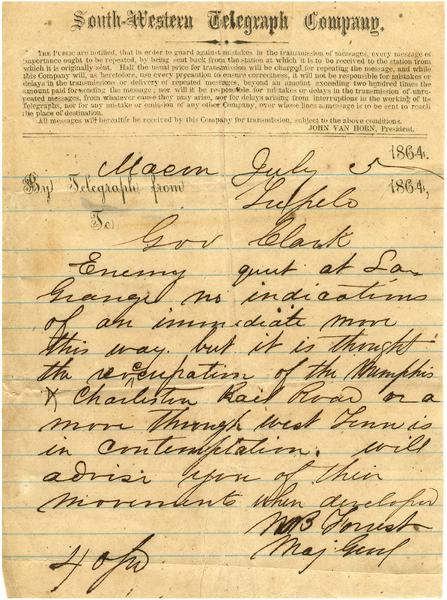 South-Western Telegraph Company.
THE PUBLIC are notified, that in order to guard against mistakes in the transmission of messages, every message of
importance ought to be repeated, by being sent back from the station at which it is to be received to the station from
which it is originally sent. Half the usual price for transmission will be charged for repeating the message, and while
this Company will, as heretofore, use every precaution to ensure correctness, it will not be responsible for mistakes or
delays in the transmission or delivery of repeated messages, beyond an amount exceeding two hundred times the
amount paid for sending the message; nor will it be responsible for mistakes or delays in the transmission of unre-
peated messages, from whatever cause they may arise, nor for delays arising from interruptions in the working of its
Telegraphs, nor for any mistake or omission of any other Company, over whose lines a message is to be sent to reach
the place of destination.
All messages will hereafter be received by this Company for transmission, subject to the above conditions.
JOHN VAN HORN, President.
Macon July 5 1864.
By Telegraph from Tupelo 1864,
To
Gov Clark
Enemy quiet at La
Grange no indications
of an immediate move
this way but it is thought
the reoccupation of the Memphis
& Charleston Rail Road or a
move through west Tenn is
in contemplation. will
advise you of their
movements when developed
N B Forrest
Maj Genl
40